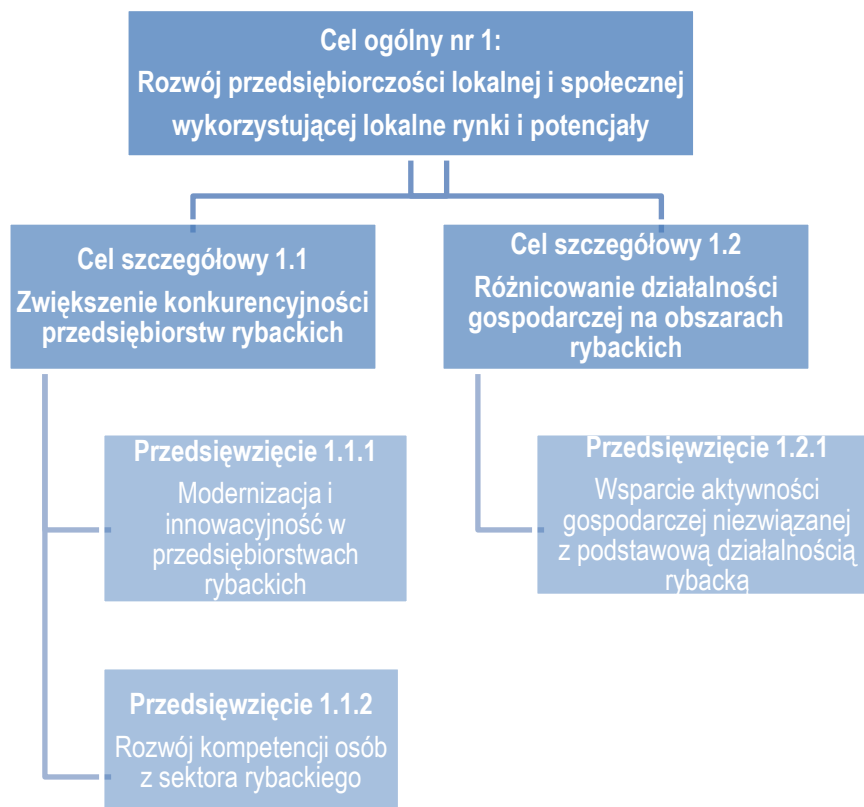 Cel ogólny nr 1:
Rozwój przedsiębiorczości lokalnej i społecznej
wykorzystującej lokalne rynki i potencjały
Cel szczegółowy 1.1
Zwiększenie konkurencyjności
przedsiębiorstw rybackich
Cel szczegółowy 1.2
Różnicowanie działalności
gospodarczej na obszarach
rybackich
Przedsięwzięcie 1.1.1
Modernizacja i
innowacyjność w
przedsiębiorstwach
rybackich
Przedsięwzięcie 1.2.1
Wsparcie aktywności
gospodarczej niezwiązanej
z podstawową działalnością
rybacką
Przedsięwzięcie 1.1.2
Rozwój kompetencji osób
z sektora rybackiego